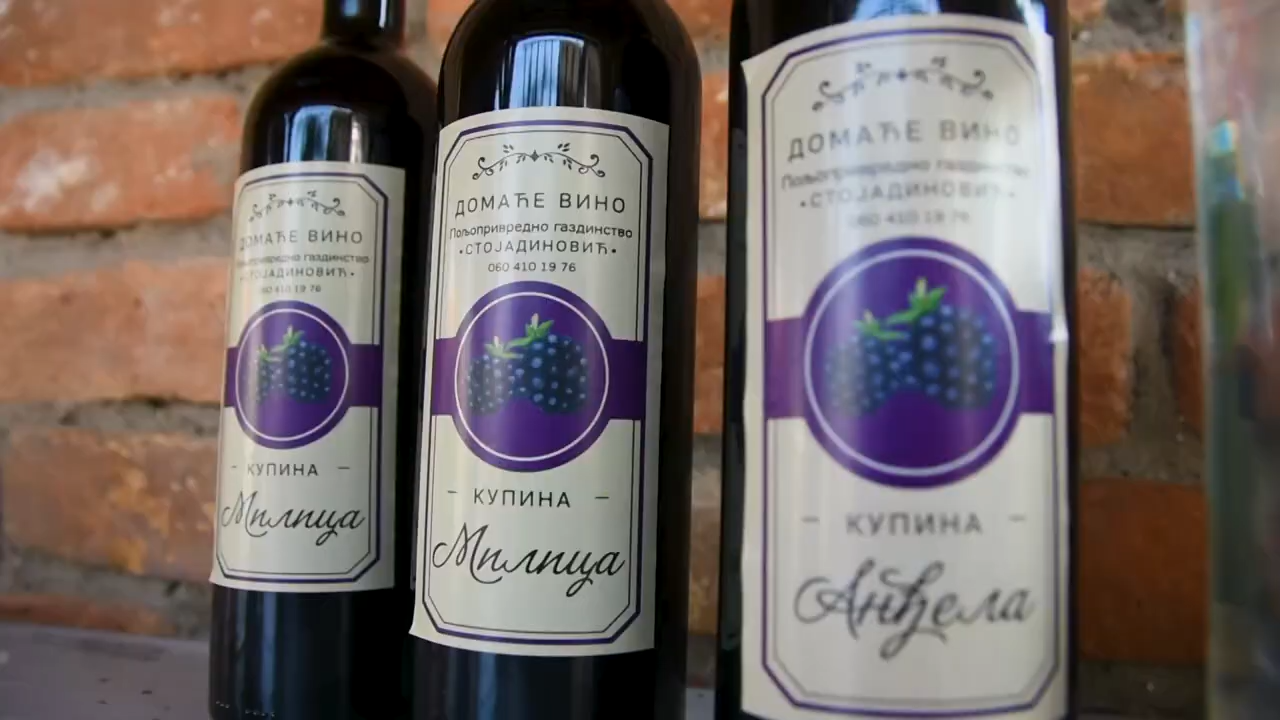 ДОМАЋЕ ВИНО
Пољопривредно газдинство
•СТОЈАДИНОВИЋ•
060 410 19 76
– КУПИНА –
Милица
ДОМАЋЕ ВИНО
Пољопривредно газдинство
•СТОЈАДИНОВИЋ•
060 410 19 76
– КУПИНА –
Милица
ДОМАЋЕ ВИНО
Пољопривредно газдинство
•СТОЈАДИНОВИЋ•
060 410 19 76
– КУПИНА –
Анђела